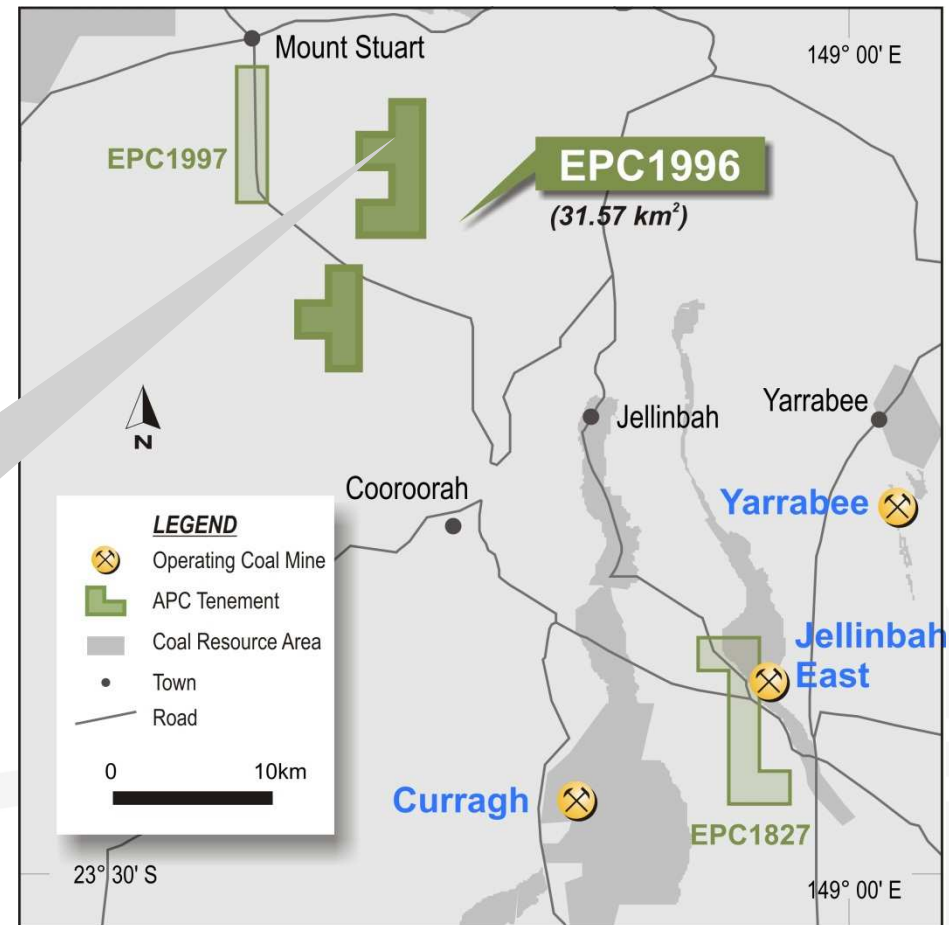 Mount Stuart
149° 00' E
EPC1997
EPC1996
(31.57 km²)
Jellinbah
Yarrabee
N
Cooroorah
Yarrabee
LEGEND
Operating Coal Mine
APC Tenement
Coal Resource Area
Town
Road
0 10km
Jellinbah
East
Curragh
EPC1827
23° 30' S
149° 00' E